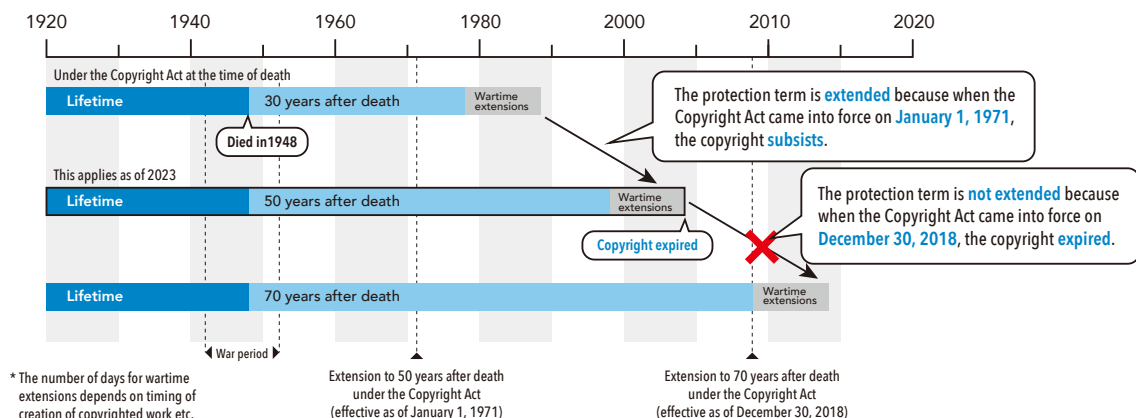 1920 1940 1960 1980 2000 2010 2020
Under the Copyright Act at the time of death
Lifetime 30 years after death Wartime
extensions
Died in1948
The protection term is extended because when the
Copyright Act came into force on January 1, 1971,
the copyright subsists.
This applies as of 2023
Lifetime 50 years after death Wartime
extensions
Copyright expired
The protection term is not extended because
when the Copyright Act came into force on
December 30, 2018, the copyright expired.
Lifetime 70 years after death Wartime
extensions
War period
* The number of days for wartime
extensions depends on timing of
creation of copyrighted work etc.
Extension to 50 years after death
under the Copyright Act
(effective as of January 1, 1971)
Extension to 70 years after death
under the Copyright Act
(effective as of December 30, 2018)